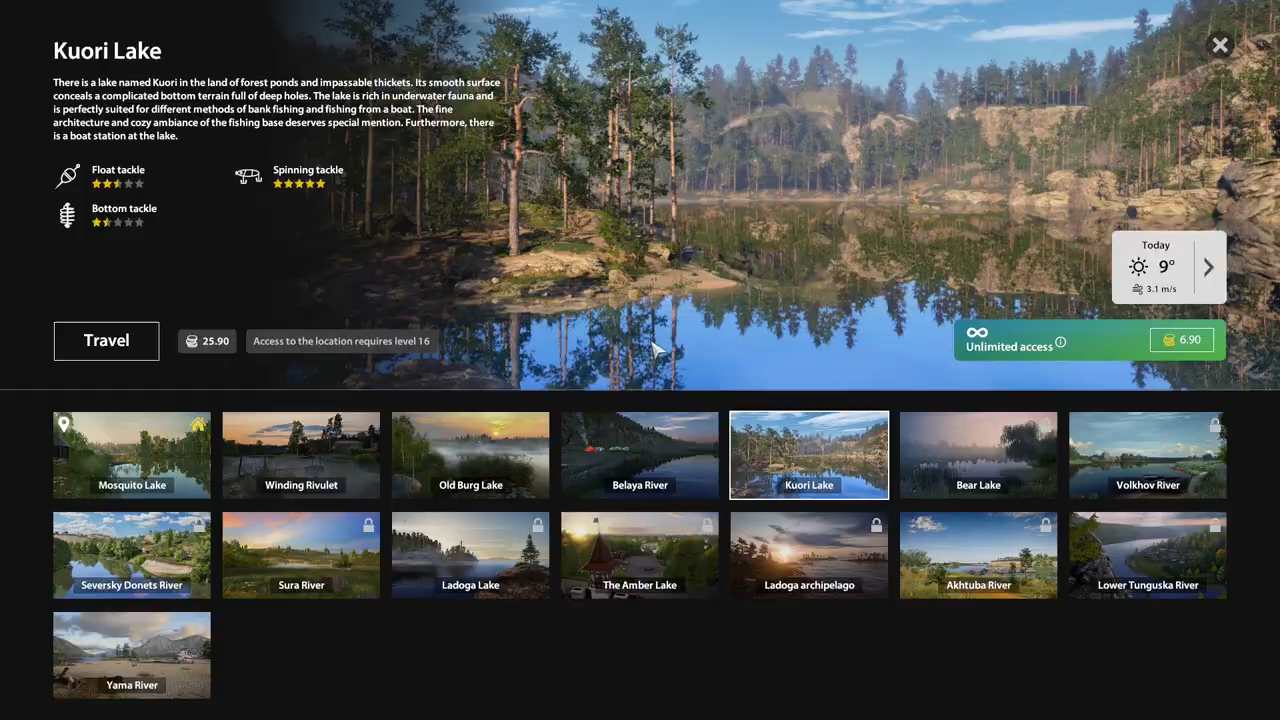 Kuori Lake
There is a lake named Kuori in the land of forest ponds and impassable thickets. Its smooth surface
conceals a complicated bottom terrain full of deep holes. The lake is rich in underwater fauna and
is perfectly suited for different methods of bank fishing and fishing from a boat. The fine
architecture and cozy ambiance of the fishing base deserves special mention. Furthermore, there
is a boat station at the lake.
Float tackle
Spinning tackle
Bottom tackle
Today
9°
3.1 m/s
Travel
25.90
Access to the location requires level 16
Unlimited access
6.90
Mosquito Lake
Winding Rivulet
Old Burg Lake
Belaya River
Kuori Lake
Bear Lake
Volkhov River
Seversky Donets River
Sura River
Ladoga Lake
The Amber Lake
Ladoga archipelago
Akhtuba River
Lower Tunguska River
Yama River